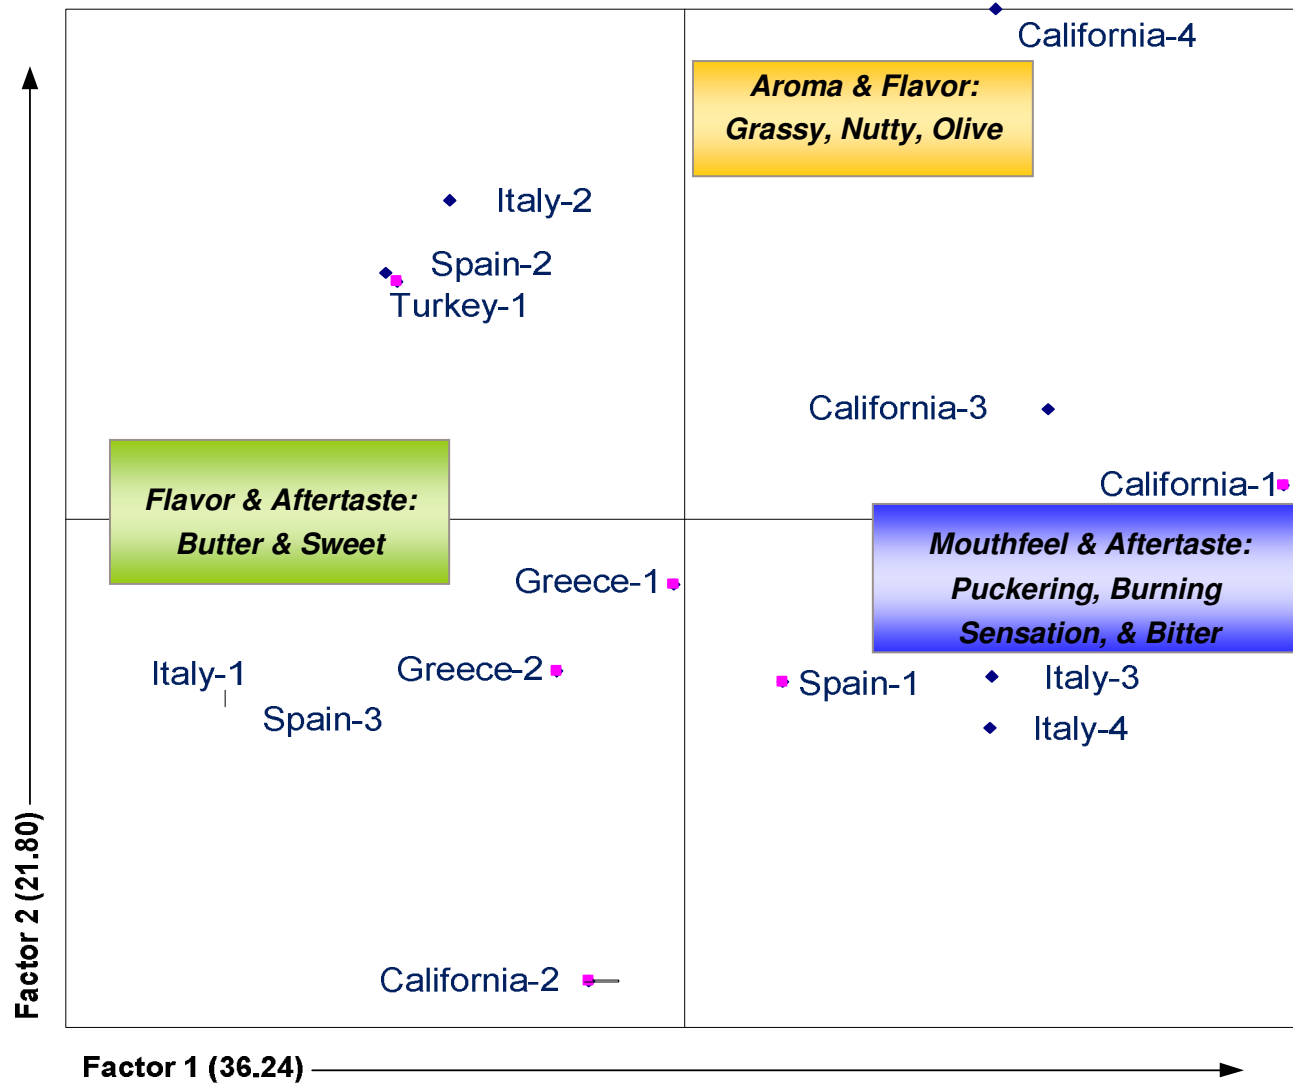 California-4
Aroma & Flavor:
Grassy, Nutty, Olive
Italy-2
Spain-2
Turkey-1
California-3
California-1
Flavor & Aftertaste:
Butter & Sweet
Mouthfeel & Aftertaste:
Puckering, Burning
Sensation, & Bitter
Greece-1
Greece-2
Italy-1
Spain-3
Spain-1
Italy-3
Italy-4
California-2
Factor 2 (21.80)
Factor 1 (36.24)